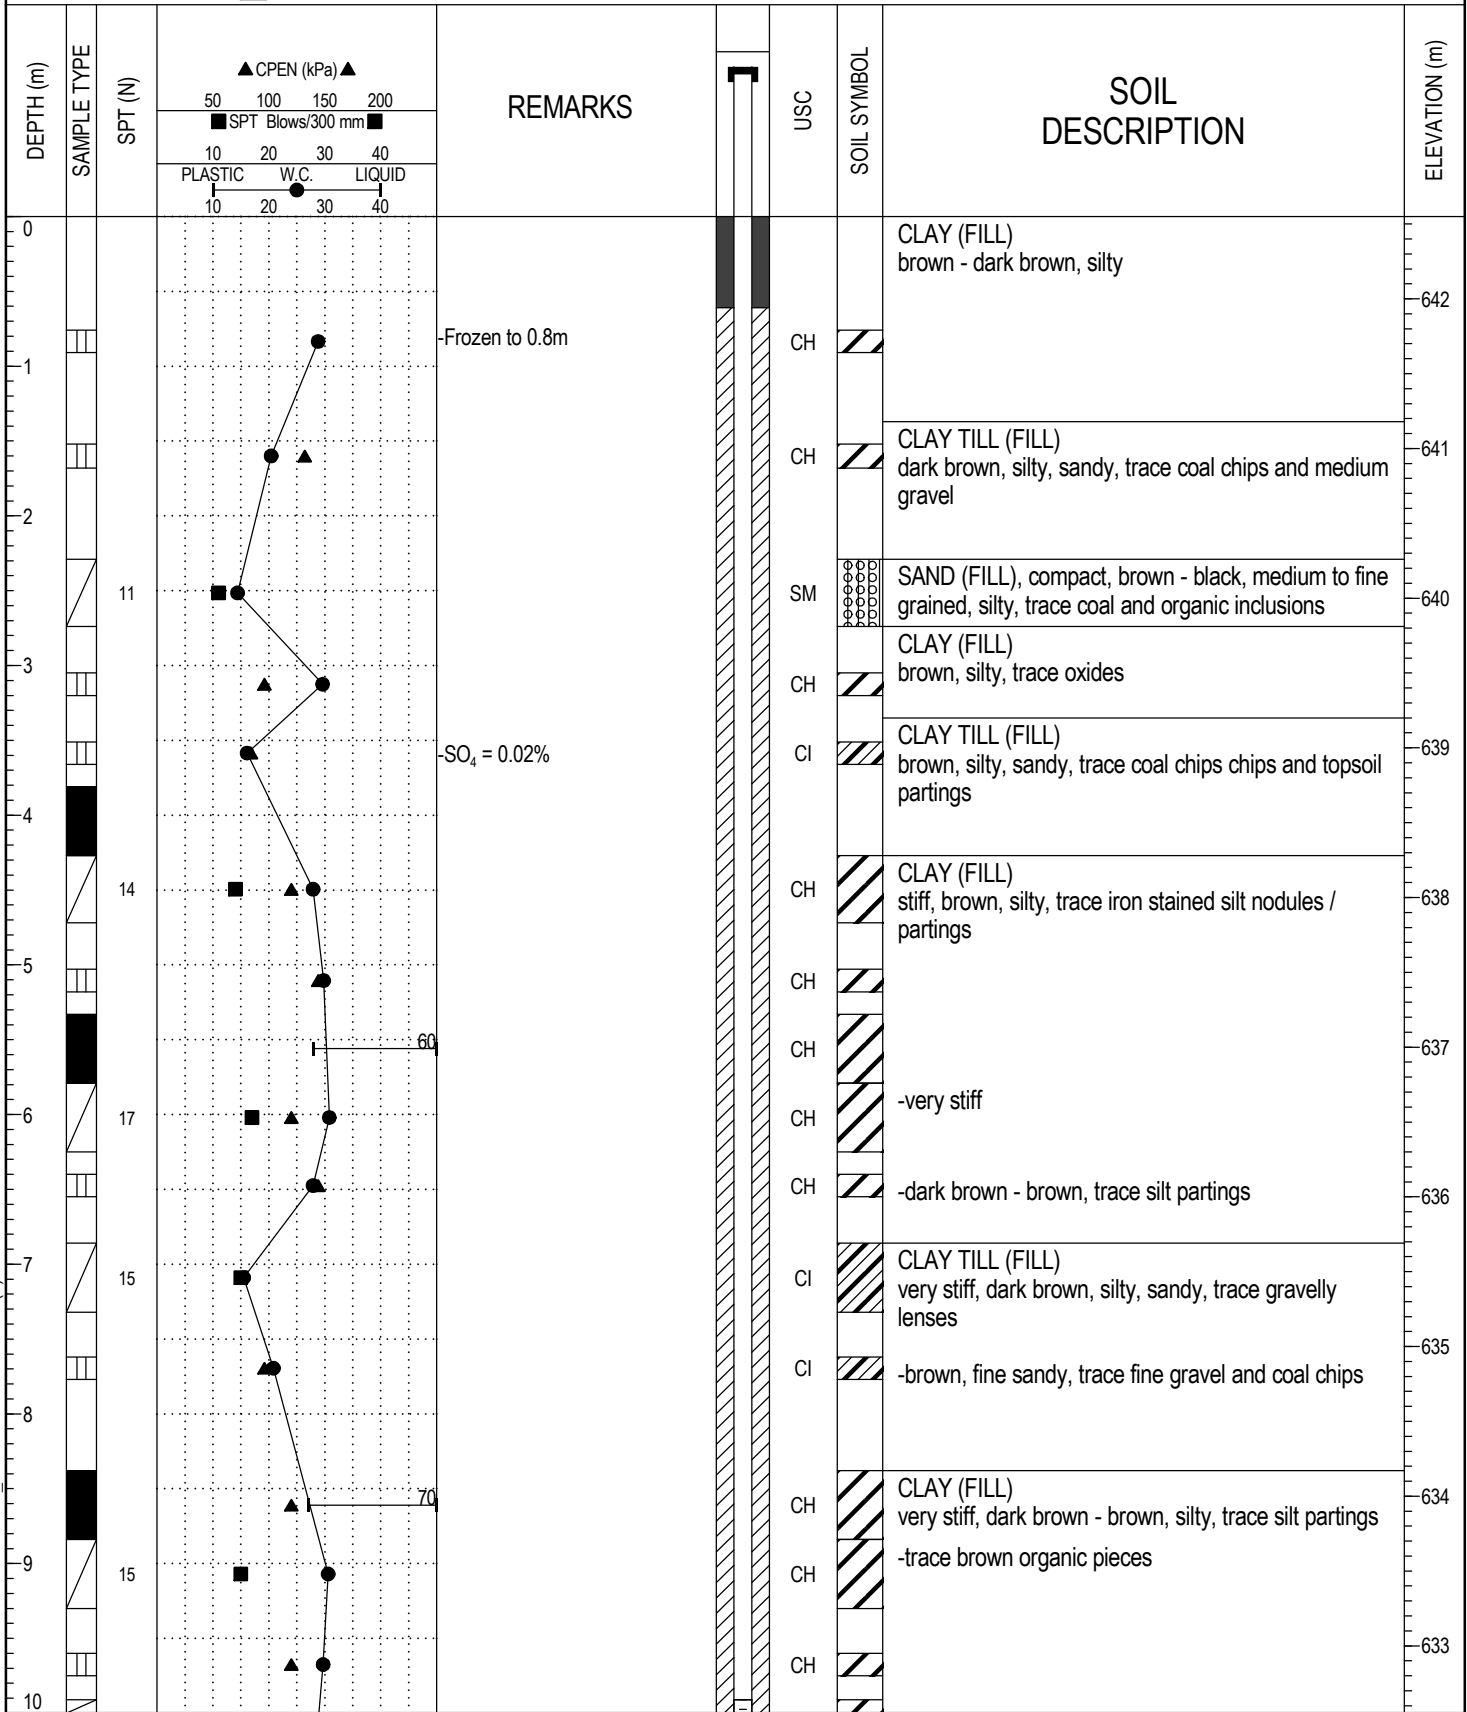 DEPTH (m)
SAMPLE TYPE
SPT (N)
▲ CPEN (kPa) ▲
50 100 150 200
■ SPT Blows/300 mm ■
10 20 30 40
PLASTIC W.C. LIQUID
10 20 30 40
REMARKS
USC
SOIL SYMBOL
SOIL
DESCRIPTION
ELEVATION (m)
0
CLAY (FILL)
brown - dark brown, silty
642
-Frozen to 0.8m
CH
1
CLAY TILL (FILL)
641
CH
dark brown, silty, sandy, trace coal chips and medium
gravel
2
SAND (FILL), compact, brown - black, medium to fine
11
SM
640
grained, silty, trace coal and organic inclusions
CLAY (FILL)
3
brown, silty, trace oxides
CH
CLAY TILL (FILL)
639
-SO₄ = 0.02%
CI
brown, silty, sandy, trace coal chips chips and topsoil
partings
4
CLAY (FILL)
14
CH
638
stiff, brown, silty, trace iron stained silt nodules /
partings
5
CH
60
CH
637
-very stiff
6
17
CH
CH
-dark brown - brown, trace silt partings
636
CLAY TILL (FILL)
7
15
CI
very stiff, dark brown, silty, sandy, trace gravelly
lenses
635
CI
-brown, fine sandy, trace fine gravel and coal chips
8
CLAY (FILL)
70
CH
634
very stiff, dark brown - brown, silty, trace silt partings
-trace brown organic pieces
9
15
CH
633
CH
10